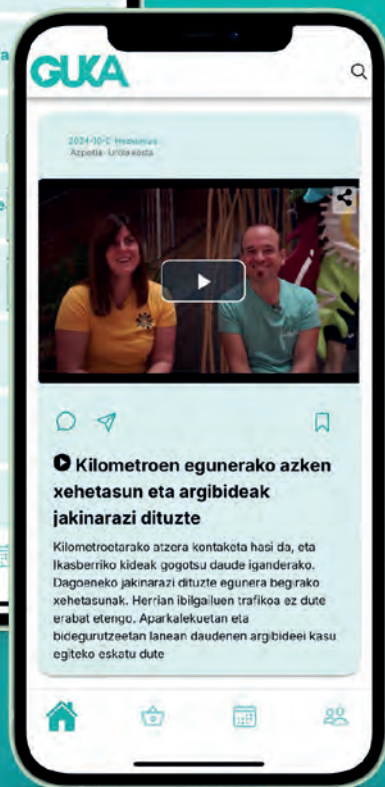 GUKA
Azpeitia · Urola kosta
Kilometroen egunerako azken
xehetasun eta argibideak
jakinarazi dituzte
Kilometroetarako atzera kontaketa hasi da, eta
Ikasberriko kideak gogotsu daude iganderako.
Dagoeneko jakinarazi dituzte egunera begirako
xehetasunak. Herrian ibilgailuen trafikoa ez dute
erabat etengo. Aparkalekuetan eta
bidegurutzeetan lanean daudenen argibideei kasu
egiteko eskatu dute